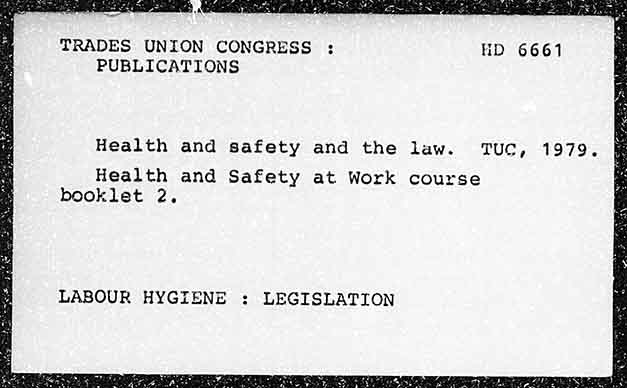 TRADES UNION CONGRESS : HD 6661
PUBLICATIONS
Health and safety and the law. TUC, 1979.
Health and Safety at Work course
booklet 2.
LABOUR HYGIENE : LEGISLATION